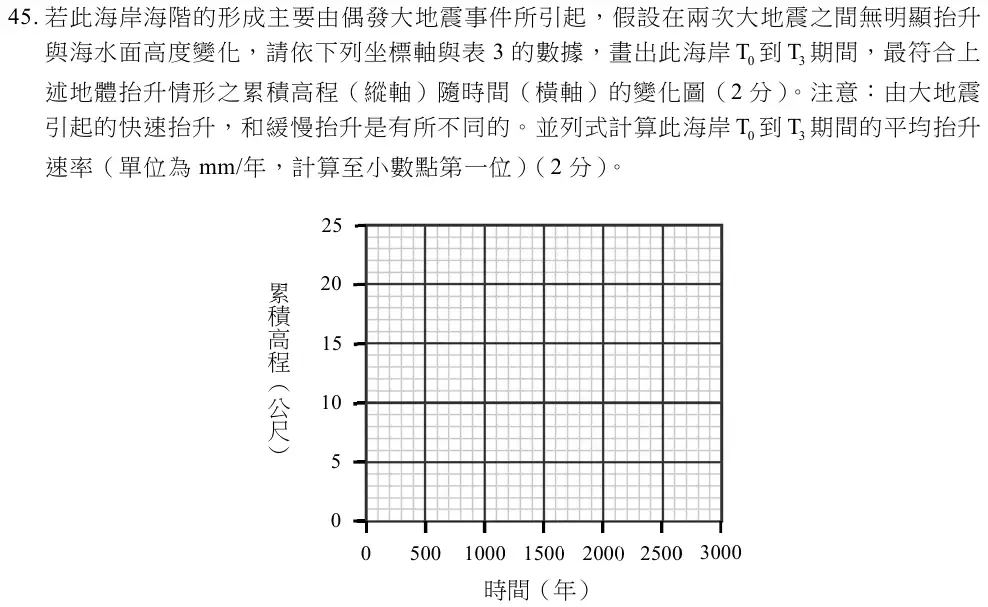 45. 若此海岸海階的形成主要由偶發大地震事件所引起，假設在兩次大地震之間無明顯抬升
與海水面高度變化，請依下列坐標軸與表 3 的數據，畫出此海岸 T₀ 到 T₃ 期間，最符合上
述地體抬升情形之累積高程（縱軸）隨時間（橫軸）的變化圖（2 分）。注意：由大地震
引起的快速抬升，和緩慢抬升是有所不同的。並列式計算此海岸 T₀ 到 T₃ 期間的平均抬升
速率（單位為 mm/年，計算至小數點第一位）（2 分）。
累積高程（公尺）
25
20
15
10
5
0
0 500 1000 1500 2000 2500 3000
時間（年）